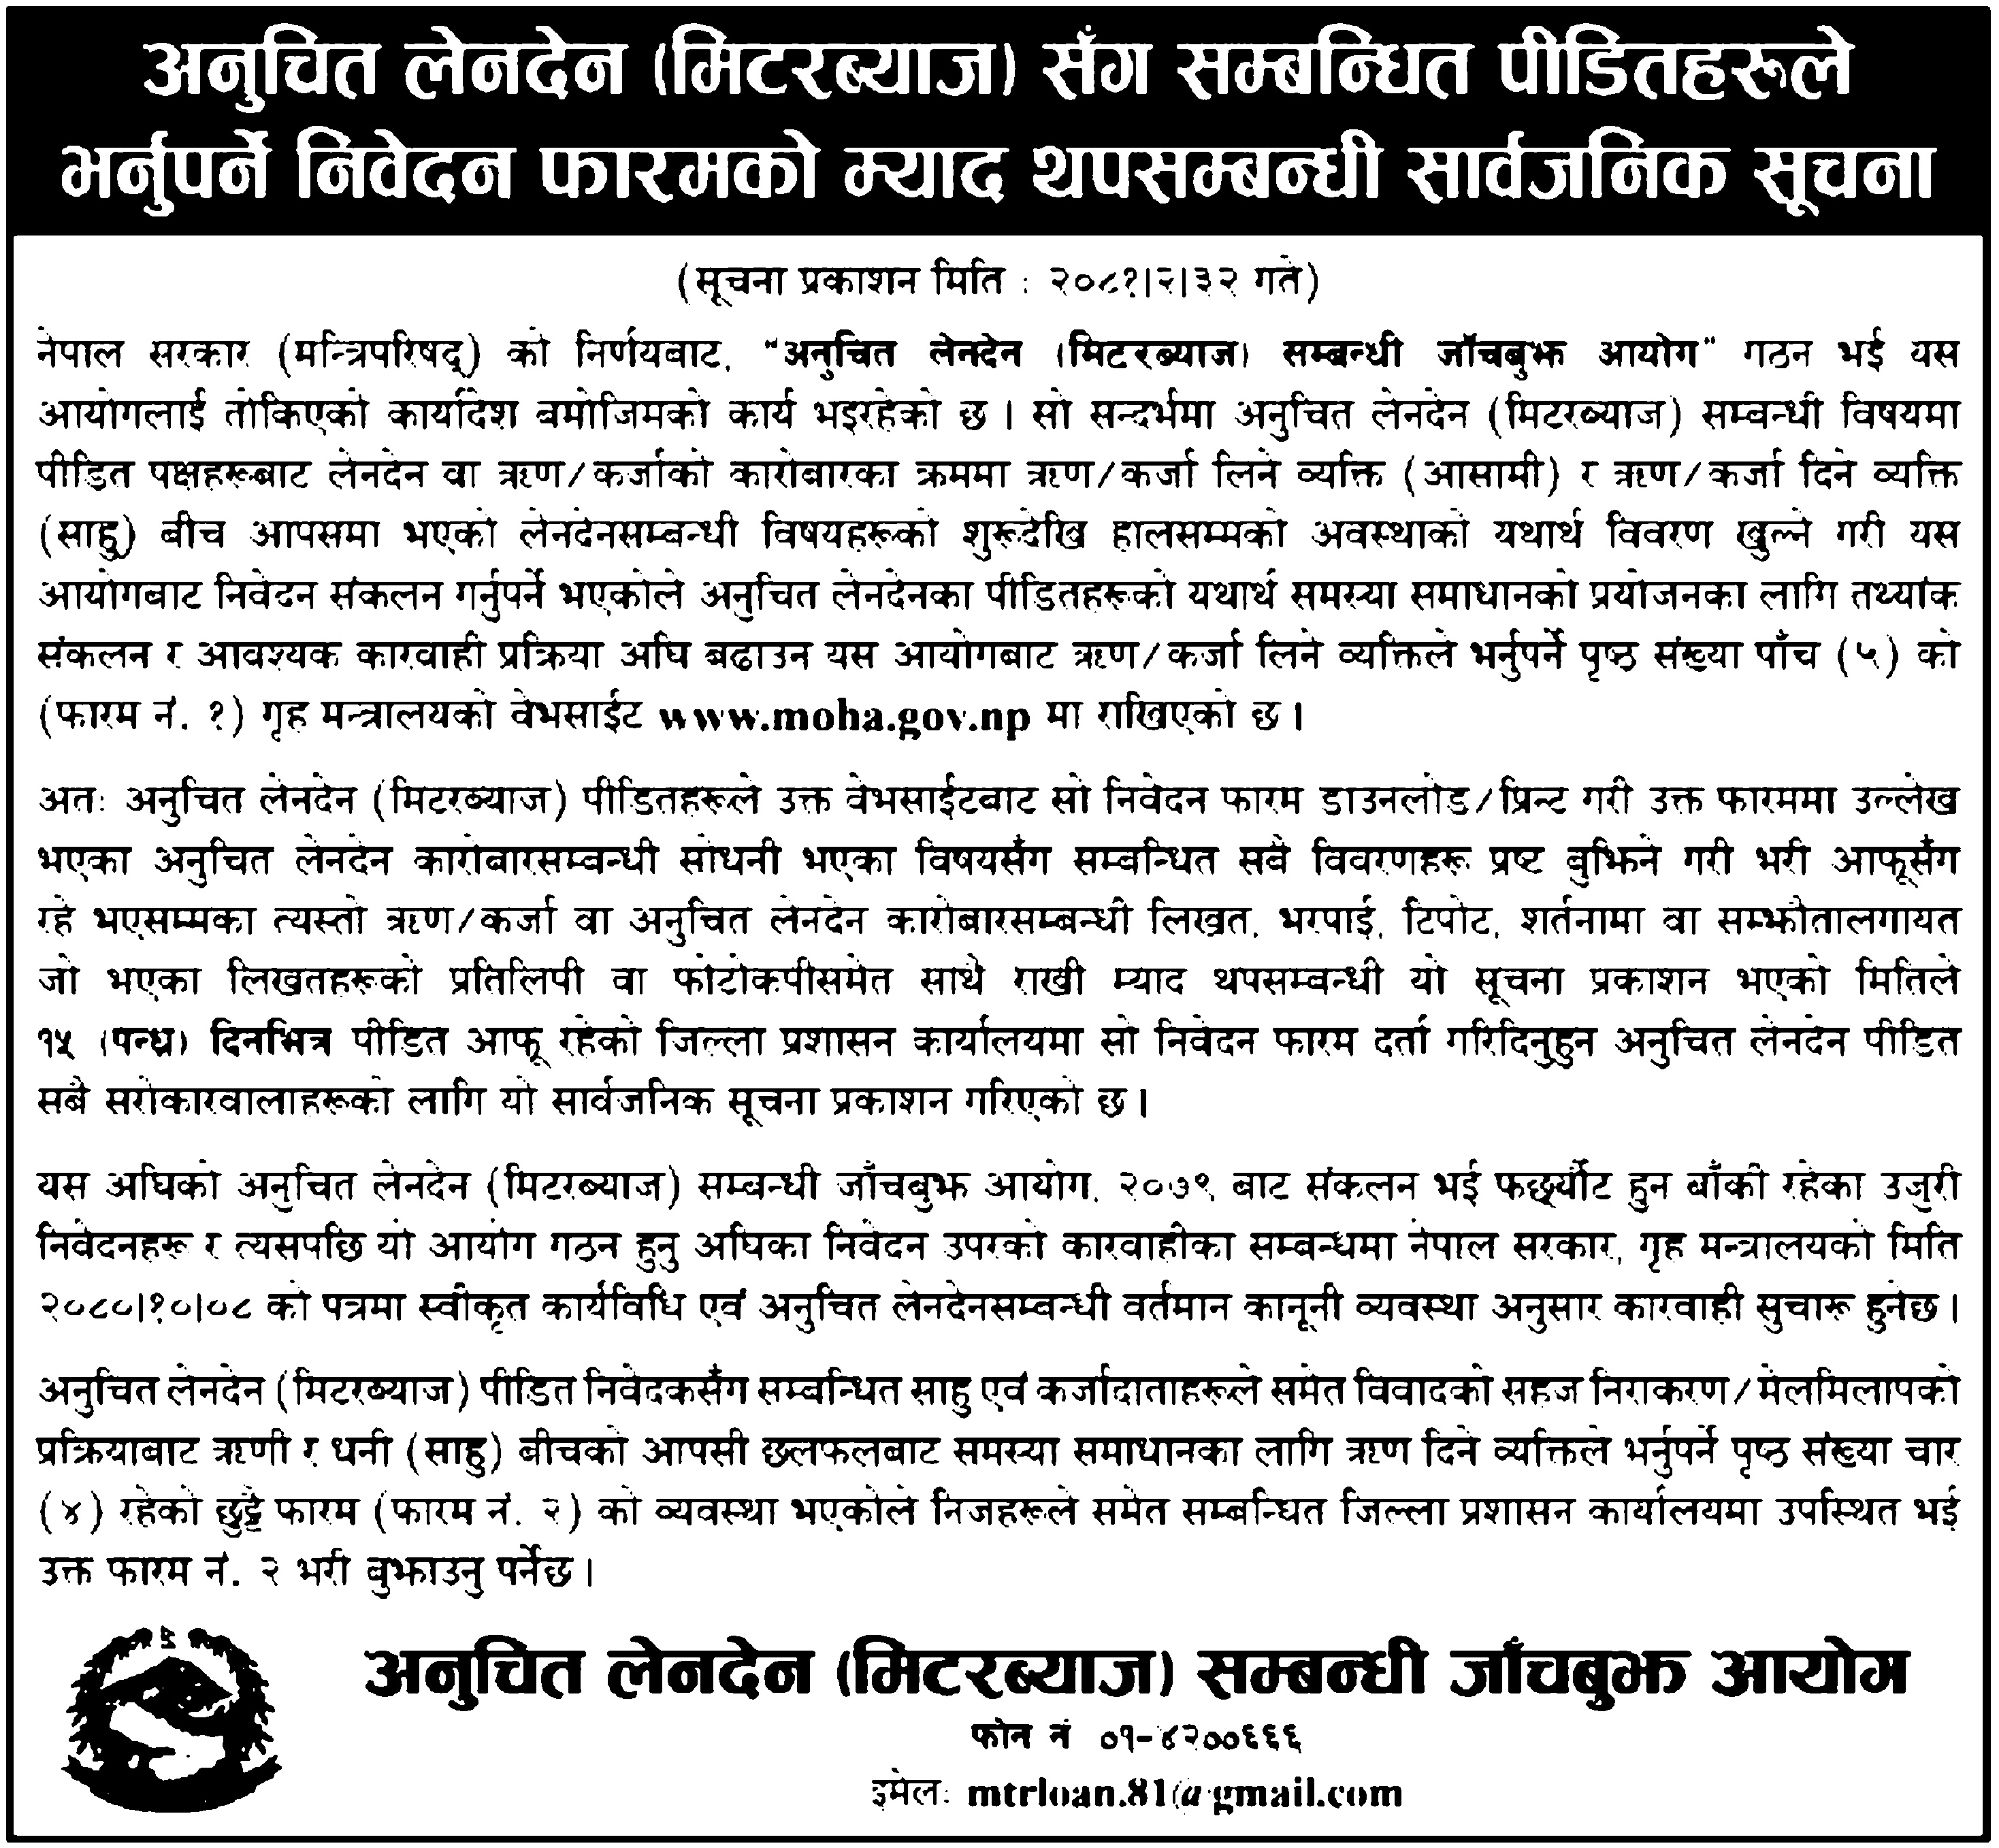 अनुचित लेनदेन (मिटरब्याज) सँग सम्बन्धित पीडितहरूले
भर्नुपर्ने निवेदन फारमको म्याद थपसम्बन्धी सार्वजनिक सूचना
(सूचना प्रकाशन मिति : २०८१।२।३२ गते)
नेपाल सरकार (मन्त्रिपरिषद्) को निर्णयबाट, "अनुचित लेनदेन (मिटरब्याज) सम्बन्धी जाँचबुझ आयोग" गठन भई यस
आयोगलाई तोकिएको कार्यादेश बमोजिमको कार्य भइरहेको छ । सो सन्दर्भमा अनुचित लेनदेन (मिटरब्याज) सम्बन्धी विषयमा
पीडित पक्षहरूबाट लेनदेन वा ऋण/कर्जाको कारोबारका क्रममा ऋण/कर्जा लिने व्यक्ति (आसामी) र ऋण/कर्जा दिने व्यक्ति
(साहु) बीच आपसमा भएको लेनदेनसम्बन्धी विषयहरूको शुरूदेखि हालसम्मको अवस्थाको यथार्थ विवरण खुल्ने गरी यस
आयोगबाट निवेदन संकलन गर्नुपर्ने भएकोले अनुचित लेनदेनका पीडितहरूको यथार्थ समस्या समाधानको प्रयोजनका लागि तथ्यांक
संकलन र आवश्यक कारवाही प्रक्रिया अघि बढाउन यस आयोगबाट ऋण/कर्जा लिने व्यक्तिले भर्नुपर्ने पृष्ठ संख्या पाँच (५) को
(फारम नं. १) गृह मन्त्रालयको वेभसाईट www.moha.gov.np मा राखिएको छ ।
अतः अनुचित लेनदेन (मिटरब्याज) पीडितहरूले उक्त वेभसाईटबाट सो निवेदन फारम डाउनलोड/प्रिन्ट गरी उक्त फारममा उल्लेख
भएका अनुचित लेनदेन कारोबारसम्बन्धी सोधनी भएका विषयसँग सम्बन्धित सबै विवरणहरू प्रष्ट बुझिने गरी भरी आफूसँग
रहे भएसम्मका त्यस्तो ऋण/कर्जा वा अनुचित लेनदेन कारोबारसम्बन्धी लिखत, भरपाई, टिपोट, शर्तनामा वा सम्झौतालगायत
जो भएका लिखतहरूको प्रतिलिपी वा फोटोकपीसमेत साथै राखी म्याद थपसम्बन्धी यो सूचना प्रकाशन भएको मितिले
१५ (पन्ध्र) दिनभित्र पीडित आफू रहेको जिल्ला प्रशासन कार्यालयमा सो निवेदन फारम दर्ता गरिदिनुहुन अनुचित लेनदेन पीडित
सबै सरोकारवालाहरूको लागि यो सार्वजनिक सूचना प्रकाशन गरिएको छ ।
यस अघिको अनुचित लेनदेन (मिटरब्याज) सम्बन्धी जाँचबुझ आयोग, २०७९ बाट संकलन भई फर्छ्यौट हुन बाँकी रहेका उजुरी
निवेदनहरू र त्यसपछि यो आयोग गठन हुनु अघिका निवेदन उपरको कारवाहीका सम्बन्धमा नेपाल सरकार, गृह मन्त्रालयको मिति
२०८०।१०।०८ को पत्रमा स्वीकृत कार्यविधि एवं अनुचित लेनदेनसम्बन्धी वर्तमान कानूनी व्यवस्था अनुसार कारवाही सुचारू हुनेछ ।
अनुचित लेनदेन (मिटरब्याज) पीडित निवेदकसँग सम्बन्धित साहु एवं कर्जादाताहरूले समेत विवादको सहज निराकरण/मेलमिलापको
प्रक्रियाबाट ऋणी र धनी (साहु) बीचको आपसी छलफलबाट समस्या समाधानका लागि ऋण दिने व्यक्तिले भर्नुपर्ने पृष्ठ संख्या चार
(४) रहेको छुट्टै फारम (फारम नं. २) को व्यवस्था भएकोले निजहरूले समेत सम्बन्धित जिल्ला प्रशासन कार्यालयमा उपस्थित भई
उक्त फारम नं. २ भरी बुझाउनु पर्नेछ ।
अनुचित लेनदेन (मिटरब्याज) सम्बन्धी जाँचबुझ आयोग
फोन नं ०१-४२००६६६
इमेलः mtrloan.81@gmail.com